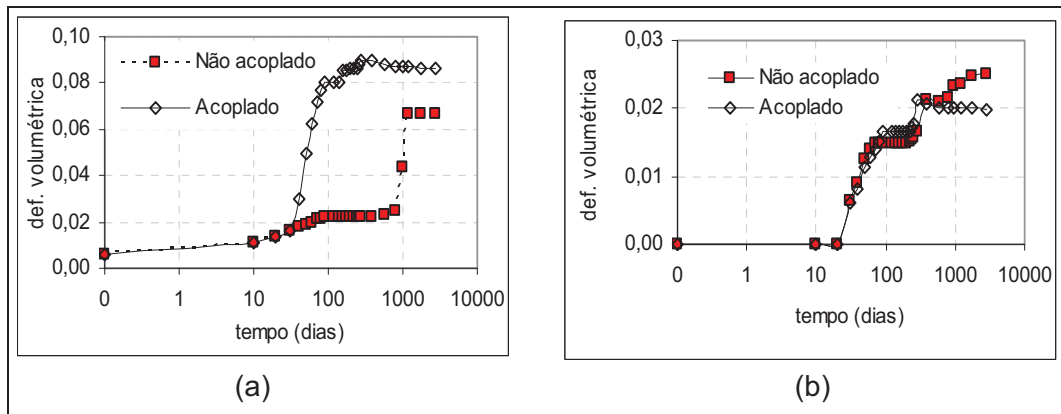 0,10
0,08
0,06
0,04
0,02
0,00
def. volumétrica
Não acoplado
Acoplado
0 1 10 100 1000 10000
tempo (dias)
(a)
0,03
0,02
0,01
0,00
def. volumétrica
Não acoplado
Acoplado
0 1 10 100 1000 10000
tempo (dias)
(b)